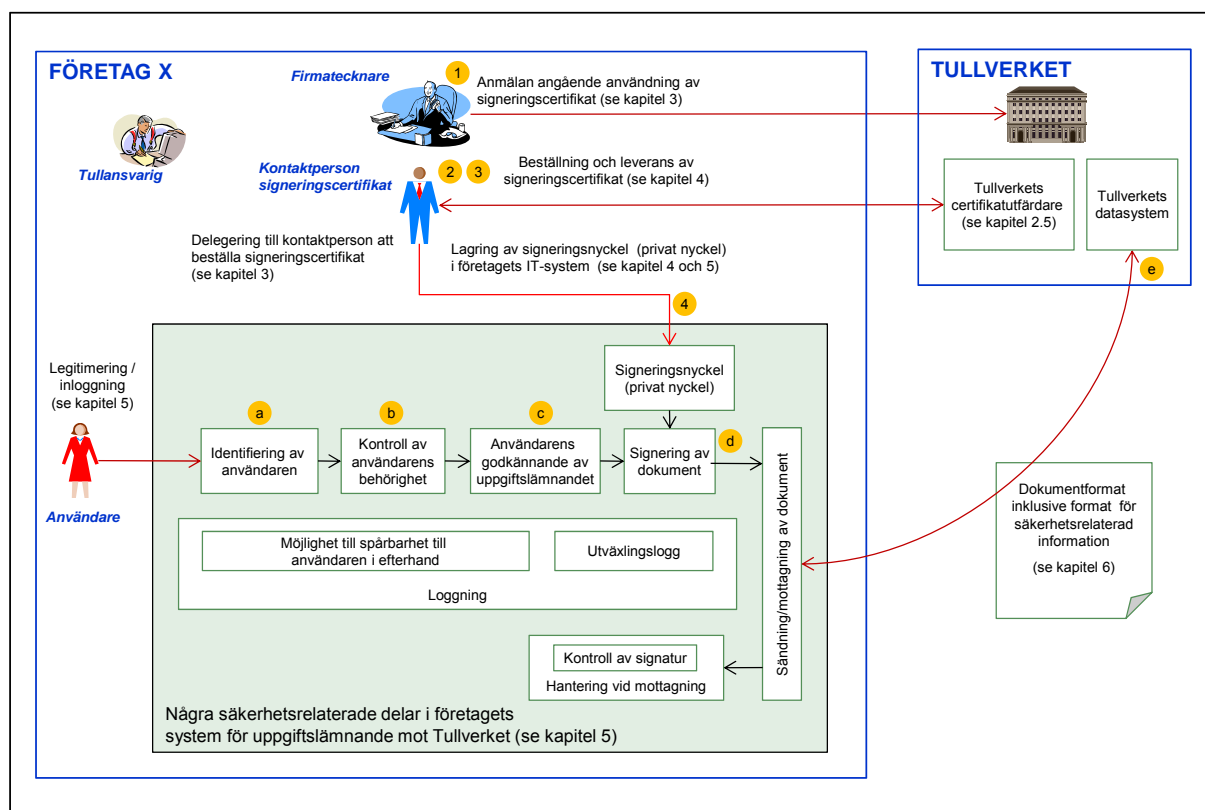 FÖRETAG X
Firmatecknare
1
Anmälan angående användning av
signeringscertifikat (se kapitel 3)
TULLVERKET
Tullansvarig
Kontaktperson
signeringscertifikat
2
3
Beställning och leverans av
signeringscertifikat (se kapitel 4)
Tullverkets
certifikatutfärdare
(se kapitel 2.5)
Tullverkets
datasystem
Delegering till kontaktperson att
beställa signeringscertifikat
(se kapitel 3)
Lagring av signeringsnyckel (privat nyckel)
i företagets IT-system (se kapitel 4 och 5)
e
4
Legitimering /
inloggning
(se kapitel 5)
Användare
Signeringsnyckel
(privat nyckel)
a
Identifiering av
användaren
b
Kontroll av
användarens
behörighet
c
Användarens
godkännande av
uppgiftslämnandet
Signering av
dokument
d
Sändning/mottagning av dokument
Möjlighet till spårbarhet till
användaren i efterhand
Utväxlingslogg
Loggning
Kontroll av signatur
Hantering vid mottagning
Dokumentformat
inklusive format för
säkerhetsrelaterad
information
(se kapitel 6)
Några säkerhetsrelaterade delar i företagets
system för uppgiftslämnande mot Tullverket (se kapitel 5)